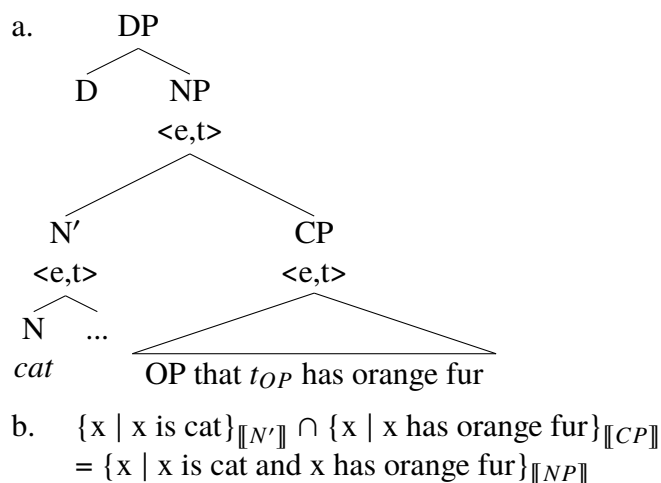 a. DP
D NP
<e,t>
N′ CP
<e,t> <e,t>
N ...
cat OP that t_OP has orange fur
b. {x | x is cat}⟦N′⟧ ∩ {x | x has orange fur}⟦CP⟧
= {x | x is cat and x has orange fur}⟦NP⟧